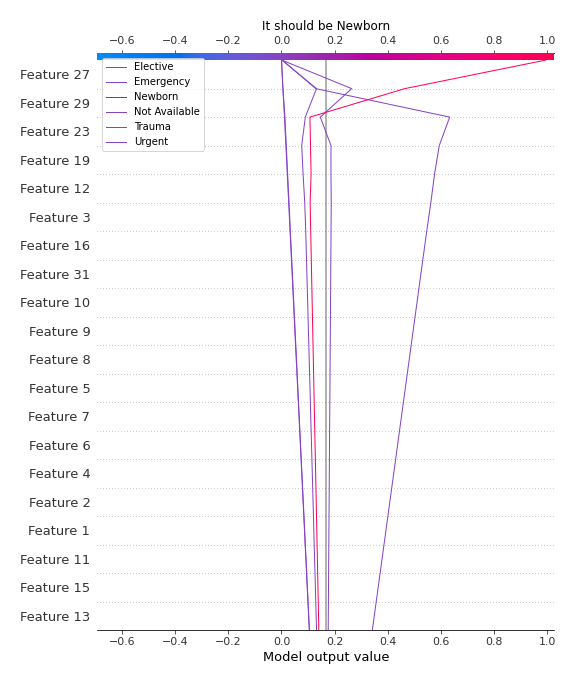 It should be Newborn
−0.6 −0.4 −0.2 0.0 0.2 0.4 0.6 0.8 1.0
Elective
Emergency
Newborn
Not Available
Trauma
Urgent
Feature 27
Feature 29
Feature 23
Feature 19
Feature 12
Feature 3
Feature 16
Feature 31
Feature 10
Feature 9
Feature 8
Feature 5
Feature 7
Feature 6
Feature 4
Feature 2
Feature 1
Feature 11
Feature 15
Feature 13
−0.6 −0.4 −0.2 0.0 0.2 0.4 0.6 0.8 1.0
Model output value